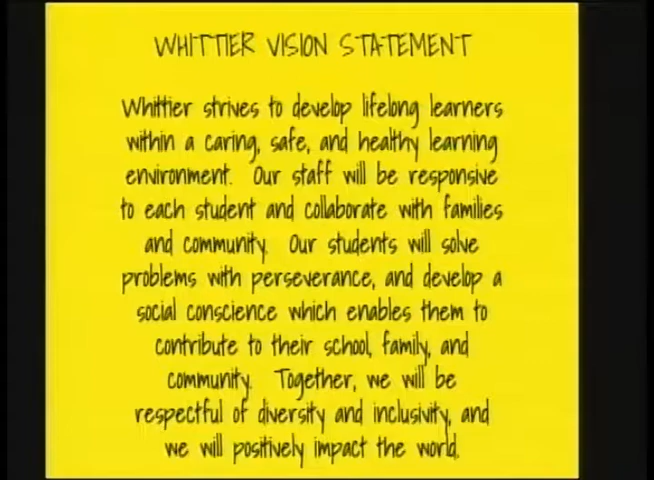 WHITTIER VISION STATEMENT
Whittier strives to develop lifelong learners
within a caring, safe, and healthy learning
environment. Our staff will be responsive
to each student and collaborate with families
and community. Our students will solve
problems with perseverance, and develop a
social conscience which enables them to
contribute to their school, family, and
community. Together, we will be
respectful of diversity and inclusivity, and
we will positively impact the world.